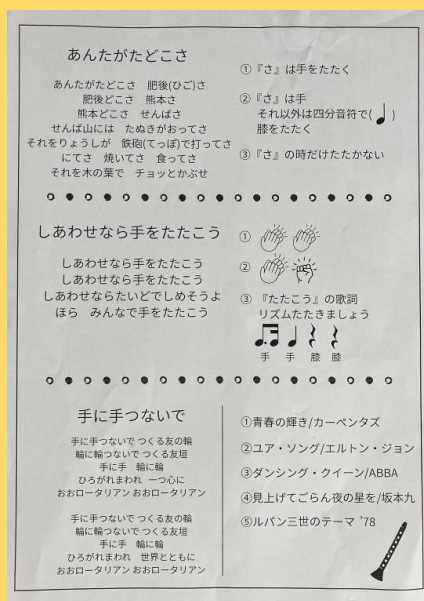 あんたがたどこさ
あんたがたどこさ 肥後(ひご)さ
肥後どこさ 熊本さ
熊本どこさ せんばさ
せんば山には たぬきがおってさ
それをりょうしが 鉄砲(てっぽ)で打ってさ
にてさ 焼いてさ 食ってさ
それを木の葉で チョッとかぶせ
①『さ』は手をたたく
②『さ』は手
それ以外は四分音符で(♩)
膝をたたく
③『さ』の時だけたたかない
しあわせなら手をたたこう
しあわせなら手をたたこう
しあわせなら手をたたこう
しあわせならたいどでしめそうよ
ほら みんなで手をたたこう
①
②
③ 『たたこう』の歌詞
リズムたたきましょう
手 手 膝 膝
手に手つないで
手に手つないで つくる友の輪
輪に輪つないで つくる友垣
手に手 輪に輪
ひろがれまわれ 一つ心に
おおロータリアン おおロータリアン
手に手つないで つくる友の輪
輪に輪つないで つくる友垣
手に手 輪に輪
ひろがれまわれ 世界とともに
おおロータリアン おおロータリアン
①青春の輝き/カーペンタズ
②ユア・ソング/エルトン・ジョン
③ダンシング・クイーン/ABBA
④見上げてごらん夜の星を/坂本九
⑤ルパン三世のテーマ '78